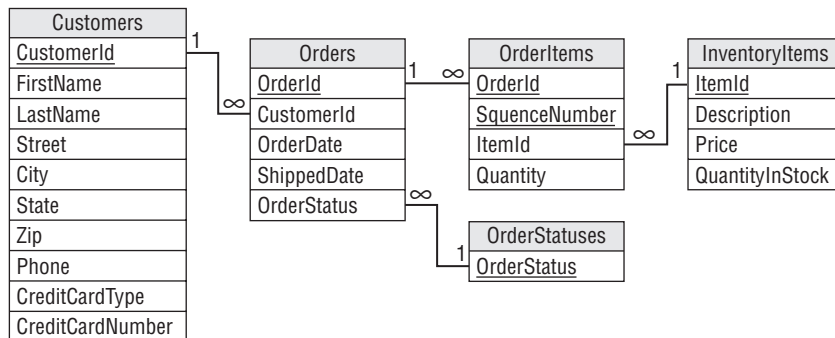 Customers
CustomerId
FirstName
LastName
Street
City
State
Zip
Phone
CreditCardType
CreditCardNumber
1
∞
Orders
OrderId
CustomerId
OrderDate
ShippedDate
OrderStatus
1
∞
∞
1
OrderItems
OrderId
SquenceNumber
ItemId
Quantity
OrderStatuses
OrderStatus
1
∞
InventoryItems
ItemId
Description
Price
QuantityInStock